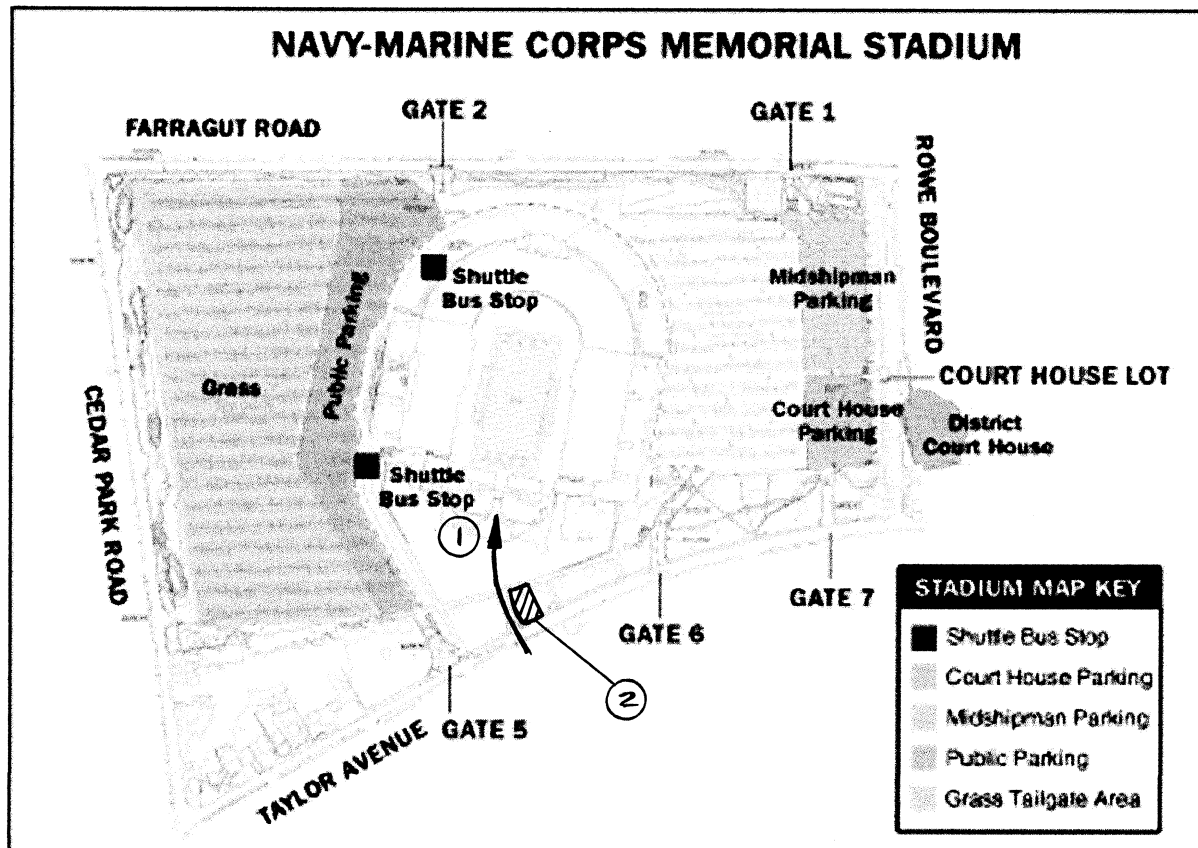 NAVY-MARINE CORPS MEMORIAL STADIUM
GATE 2
GATE 1
FARRAGUT ROAD
ROWE BOULEVARD
Shuttle
Bus Stop
Midshipman
Parking
Public Parking
Grass
COURT HOUSE LOT
CEDAR PARK ROAD
Court House
Parking
District
Court House
Shuttle
Bus Stop
1
GATE 7
GATE 6
2
GATE 5
TAYLOR AVENUE
STADIUM MAP KEY
Shuttle Bus Stop
Court House Parking
Midshipman Parking
Public Parking
Grass Tailgate Area